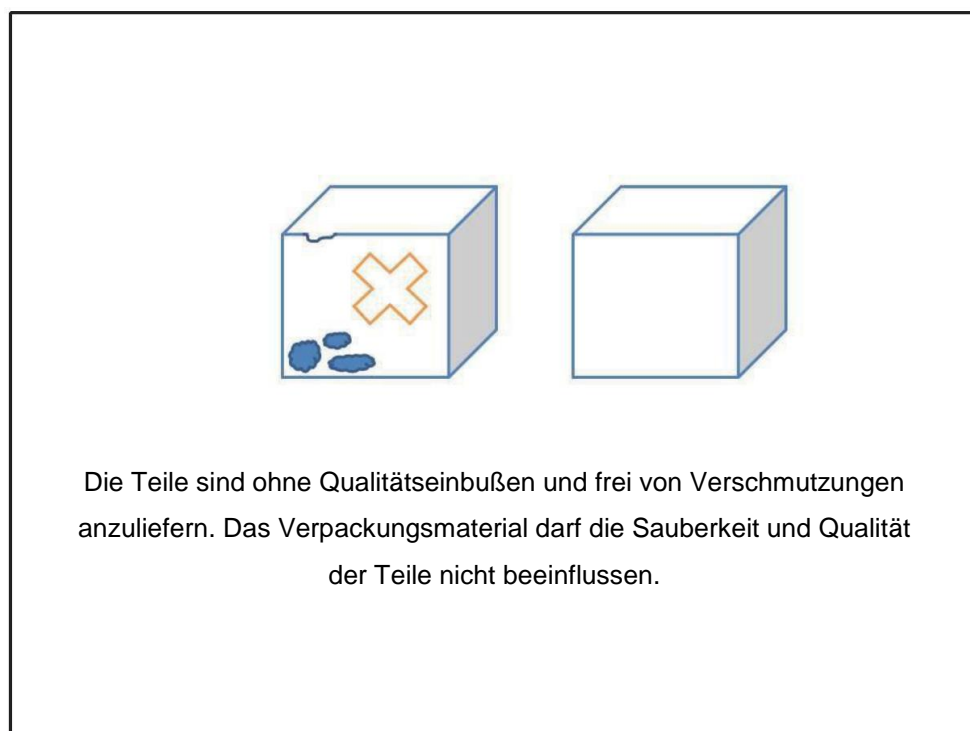 Die Teile sind ohne Qualitätseinbußen und frei von Verschmutzungen
anzuliefern. Das Verpackungsmaterial darf die Sauberkeit und Qualität
der Teile nicht beeinflussen.